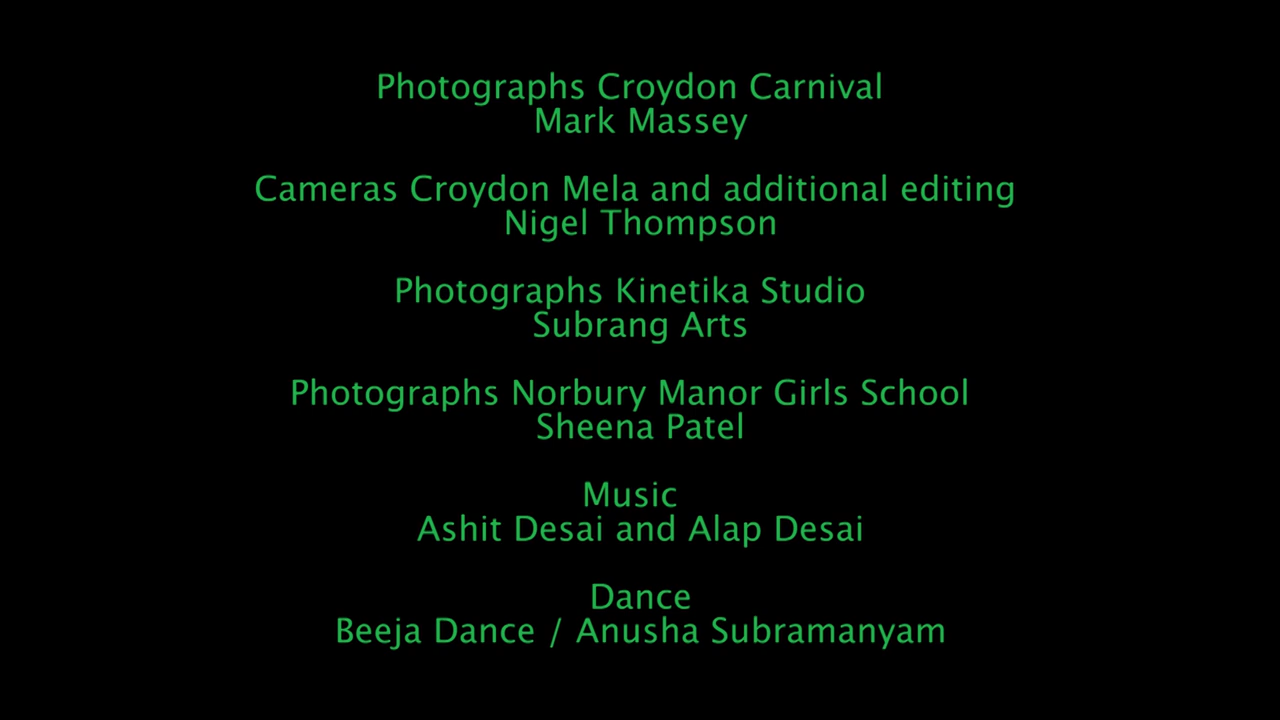 Photographs Croydon Carnival
Mark Massey
Cameras Croydon Mela and additional editing
Nigel Thompson
Photographs Kinetika Studio
Subrang Arts
Photographs Norbury Manor Girls School
Sheena Patel
Music
Ashit Desai and Alap Desai
Dance
Beeja Dance / Anusha Subramanyam